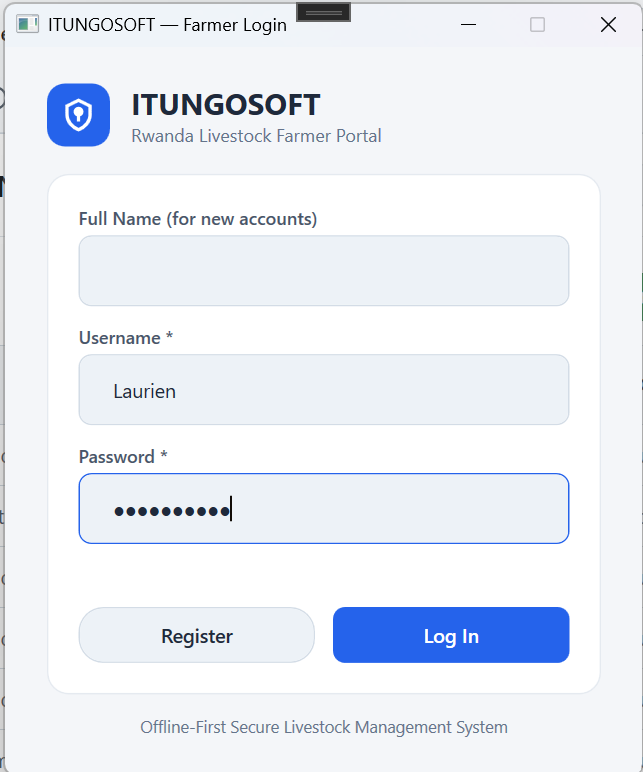 ITUNGOSOFT — Farmer Login
ITUNGOSOFT
Rwanda Livestock Farmer Portal
Full Name (for new accounts)
Username *
Laurien
Password *
●●●●●●●●●●
Register
Log In
Offline-First Secure Livestock Management System